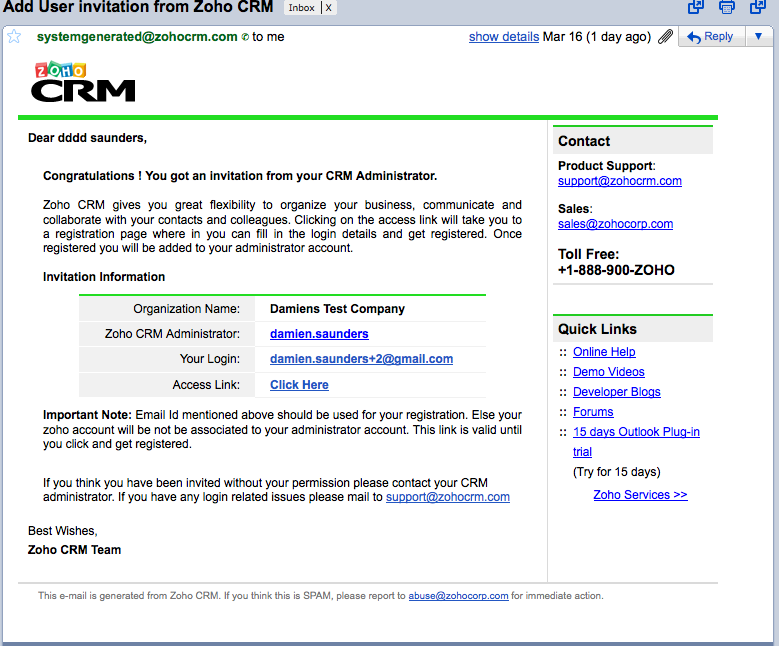 Add User invitation from Zoho CRM Inbox | X
systemgenerated@zohocrm.com to me show details Mar 16 (1 day ago) Reply
ZOHO
CRM
Dear dddd saunders,
Congratulations ! You got an invitation from your CRM Administrator.
Zoho CRM gives you great flexibility to organize your business, communicate and
collaborate with your contacts and colleagues. Clicking on the access link will take you to
a registration page where in you can fill in the login details and get registered. Once
registered you will be added to your administrator account.
Invitation Information
Organization Name: Damiens Test Company
Zoho CRM Administrator: damien.saunders
Your Login: damien.saunders+2@gmail.com
Access Link: Click Here
Important Note: Email Id mentioned above should be used for your registration. Else your
zoho account will be not be associated to your administrator account. This link is valid until
you click and get registered.
If you think you have been invited without your permission please contact your CRM
administrator. If you have any login related issues please mail to support@zohocrm.com
Best Wishes,
Zoho CRM Team
Contact
Product Support:
support@zohocrm.com
Sales:
sales@zohocorp.com
Toll Free:
+1-888-900-ZOHO
Quick Links
:: Online Help
:: Demo Videos
:: Developer Blogs
:: Forums
:: 15 days Outlook Plug-in
trial
(Try for 15 days)
Zoho Services >>
This e-mail is generated from Zoho CRM. If you think this is SPAM, please report to abuse@zohocorp.com for immediate action.